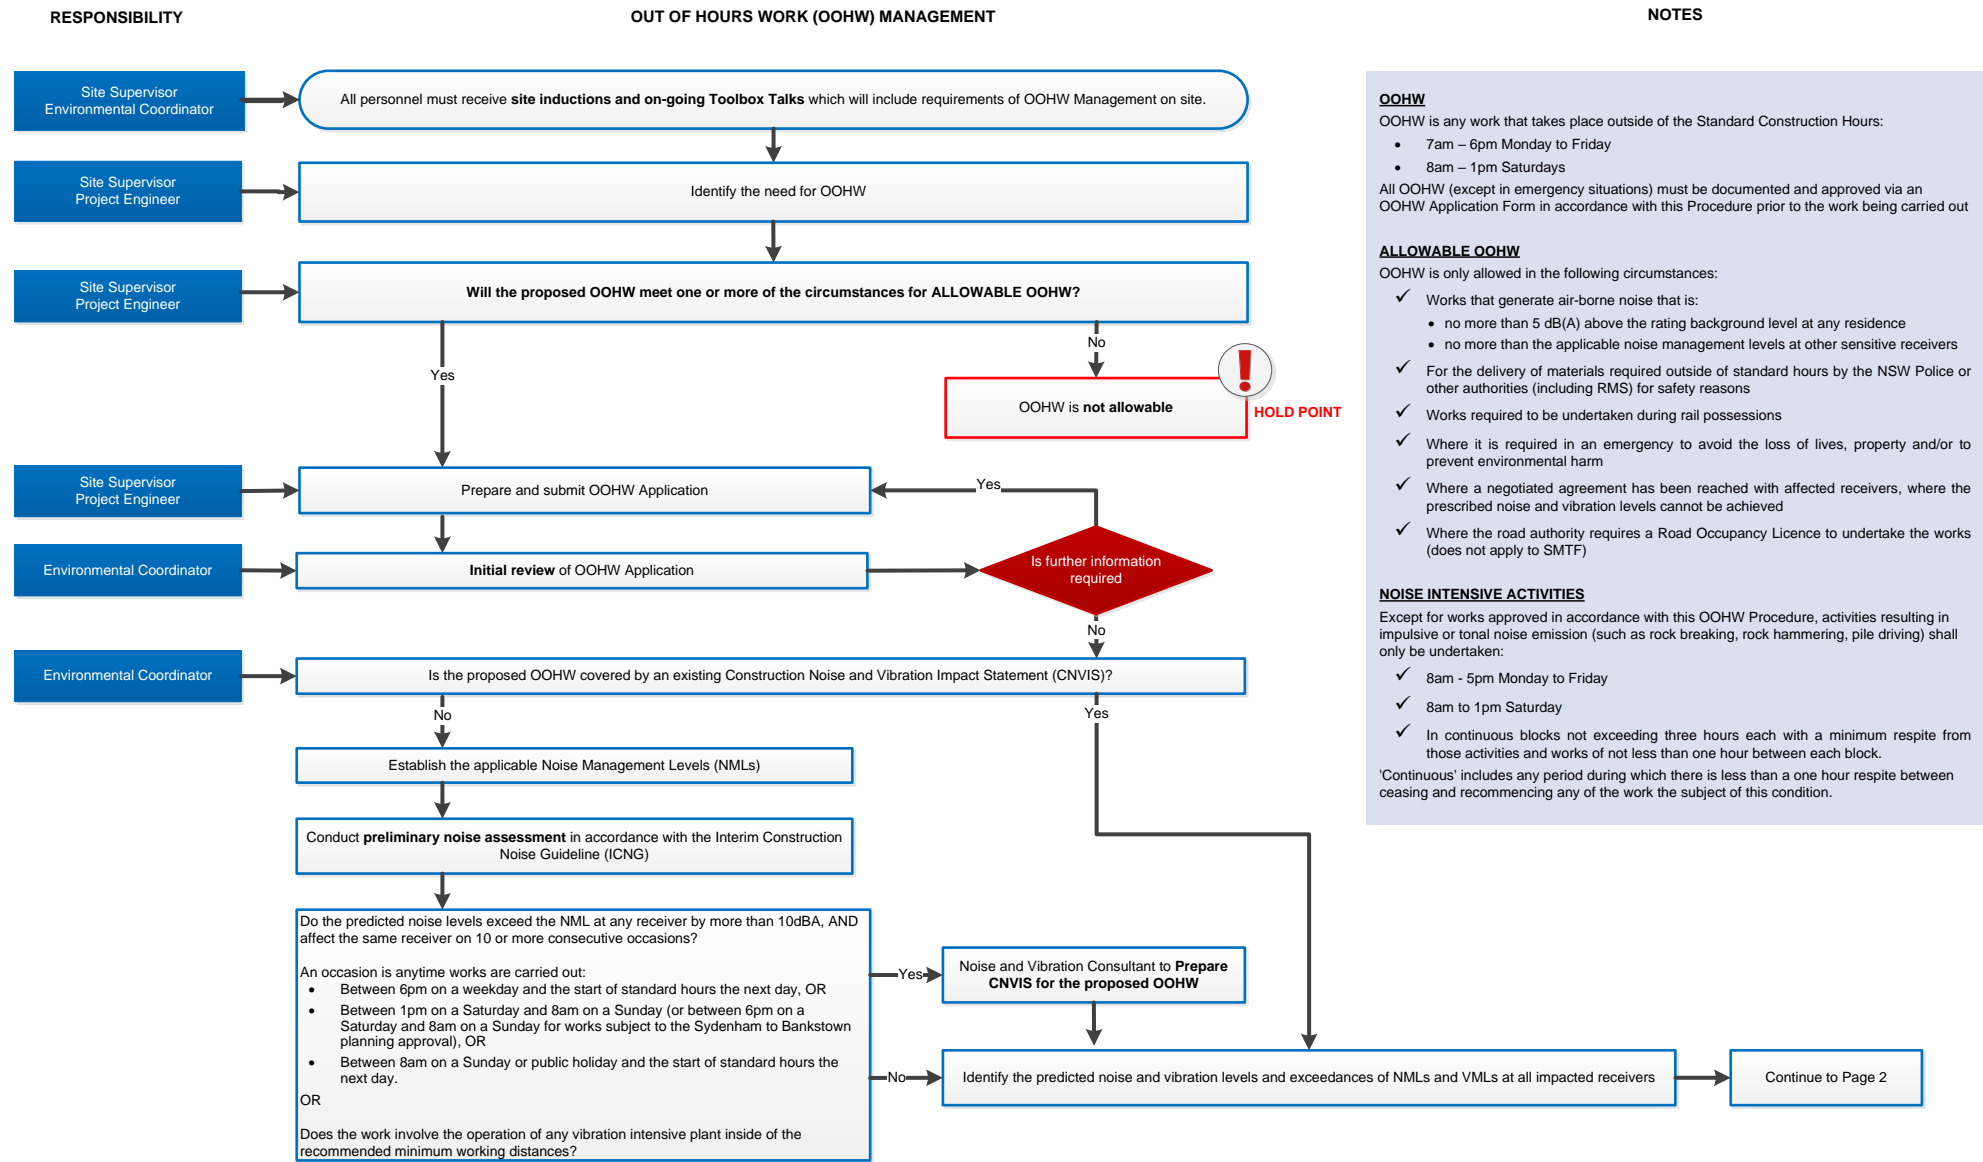 RESPONSIBILITY
OUT OF HOURS WORK (OOHW) MANAGEMENT
NOTES
Site Supervisor
Environmental Coordinator
All personnel must receive site inductions and on-going Toolbox Talks which will include requirements of OOHW Management on site.
Site Supervisor
Project Engineer
Identify the need for OOHW
Site Supervisor
Project Engineer
Will the proposed OOHW meet one or more of the circumstances for ALLOWABLE OOHW?
Yes
No
OOHW is not allowable
HOLD POINT
Site Supervisor
Project Engineer
Prepare and submit OOHW Application
Yes
Environmental Coordinator
Initial review of OOHW Application
Is further information
required
No
Environmental Coordinator
Is the proposed OOHW covered by an existing Construction Noise and Vibration Impact Statement (CNVIS)?
No
Yes
Establish the applicable Noise Management Levels (NMLs)
Conduct preliminary noise assessment in accordance with the Interim Construction
Noise Guideline (ICNG)
Do the predicted noise levels exceed the NML at any receiver by more than 10dBA, AND
affect the same receiver on 10 or more consecutive occasions?
An occasion is anytime works are carried out:
• Between 6pm on a weekday and the start of standard hours the next day, OR
• Between 1pm on a Saturday and 8am on a Sunday (or between 6pm on a
Saturday and 8am on a Sunday for works subject to the Sydenham to Bankstown
planning approval), OR
• Between 8am on a Sunday or public holiday and the start of standard hours the
next day.
OR
Does the work involve the operation of any vibration intensive plant inside of the
recommended minimum working distances?
Yes
Noise and Vibration Consultant to Prepare
CNVIS for the proposed OOHW
No
Identify the predicted noise and vibration levels and exceedances of NMLs and VMLs at all impacted receivers
Continue to Page 2
OOHW
OOHW is any work that takes place outside of the Standard Construction Hours:
• 7am – 6pm Monday to Friday
• 8am – 1pm Saturdays
All OOHW (except in emergency situations) must be documented and approved via an
OOHW Application Form in accordance with this Procedure prior to the work being carried out
ALLOWABLE OOHW
OOHW is only allowed in the following circumstances:
✓ Works that generate air-borne noise that is:
• no more than 5 dB(A) above the rating background level at any residence
• no more than the applicable noise management levels at other sensitive receivers
✓ For the delivery of materials required outside of standard hours by the NSW Police or
other authorities (including RMS) for safety reasons
✓ Works required to be undertaken during rail possessions
✓ Where it is required in an emergency to avoid the loss of lives, property and/or to
prevent environmental harm
✓ Where a negotiated agreement has been reached with affected receivers, where the
prescribed noise and vibration levels cannot be achieved
✓ Where the road authority requires a Road Occupancy Licence to undertake the works
(does not apply to SMTF)
NOISE INTENSIVE ACTIVITIES
Except for works approved in accordance with this OOHW Procedure, activities resulting in
impulsive or tonal noise emission (such as rock breaking, rock hammering, pile driving) shall
only be undertaken:
✓ 8am - 5pm Monday to Friday
✓ 8am to 1pm Saturday
✓ In continuous blocks not exceeding three hours each with a minimum respite from
those activities and works of not less than one hour between each block.
'Continuous' includes any period during which there is less than a one hour respite between
ceasing and recommencing any of the work the subject of this condition.